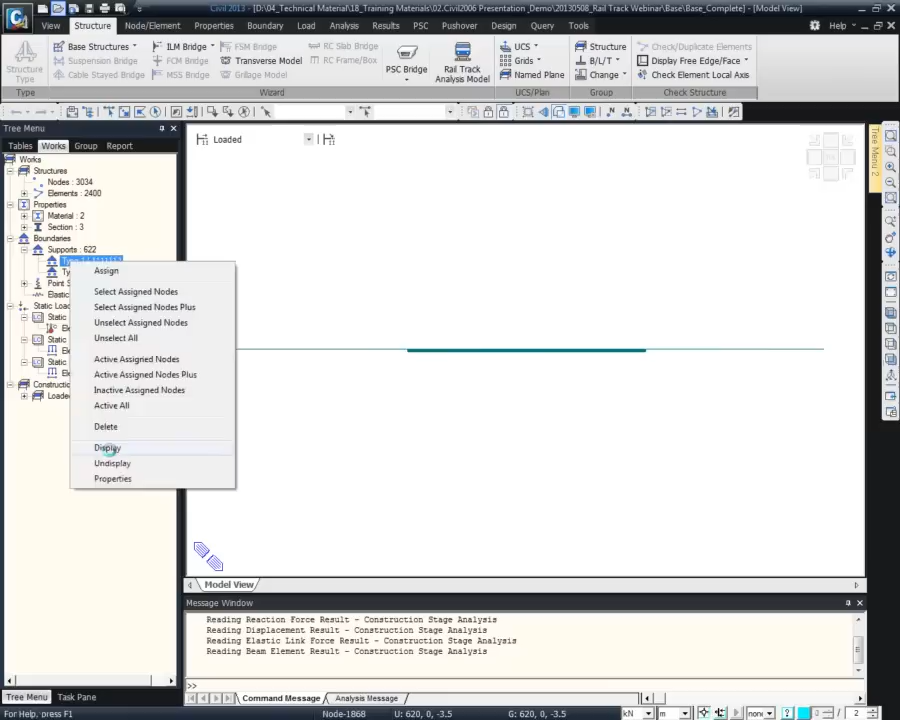 Civil 2013 - [D:\04_Technical Material\18_Training Materials\02.Civil2006 Presentation_Demo\20130508_Rail Track Webinar\Base\Base_Complete] - [Model View]
View Structure Node/Element Properties Boundary Load Analysis Results PSC Pushover Design Query Tools Help
Structure Type
Base Structures
Suspension Bridge
Cable Stayed Bridge
ILM Bridge
FCM Bridge
MSS Bridge
FSM Bridge
Transverse Model
Grillage Model
RC Slab Bridge
RC Frame/Box
PSC Bridge
Rail Track Analysis Model
UCS
Grids
Named Plane
Structure
B/L/T
Change
Check/Duplicate Elements
Display Free Edge/Face
Check Element Local Axis
Type Wizard UCS/Plan Group Check Structure
Tree Menu
Tables Works Group Report
Works
Structures
Nodes : 3034
Elements : 2400
Properties
Material : 2
Section : 3
Boundaries
Supports : 622
Ty
Point S
Elastic
Static Loa
Static
Ele
Static
Ele
Static
Ele
Constructio
Loade
Assign
Select Assigned Nodes
Select Assigned Nodes Plus
Unselect Assigned Nodes
Unselect All
Active Assigned Nodes
Active Assigned Nodes Plus
Inactive Assigned Nodes
Active All
Delete
Display
Undisplay
Properties
Loaded
Tree Menu 2
Model View
Message Window
Reading Reaction Force Result - Construction Stage Analysis
Reading Displacement Result - Construction Stage Analysis
Reading Elastic Link Force Result - Construction Stage Analysis
Reading Beam Element Result - Construction Stage Analysis
>>
Command Message Analysis Message
Tree Menu Task Pane
For Help, press F1 Node-1868 U: 620, 0, -3.5 G: 620, 0, -3.5 kN m none 0 / 2